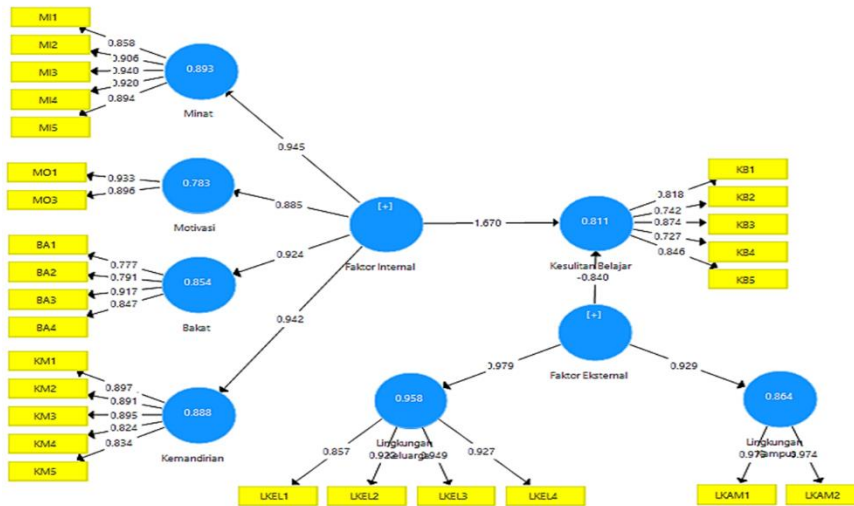 MI1
MI2
MI3
MI4
MI5
0.858
0.906
0.940
0.920
0.894
0.893
Minat
0.945
MO1
MO3
0.933
0.896
0.783
Motivasi
0.885
BA1
BA2
BA3
BA4
0.777
0.791
0.917
0.847
0.854
Bakat
0.924
KM1
KM2
KM3
KM4
KM5
0.897
0.891
0.895
0.824
0.834
0.888
Kemandirian
0.942
[+]
Faktor Internal
1.670
0.811
Kesulitan Belajar
-0.840
0.818
0.742
0.874
0.727
0.846
KB1
KB2
KB3
KB4
KB5
[+]
Faktor Eksternal
0.979
0.929
0.958
Lingkungan
Keluarga
0.857
0.949
0.927
LKEL1
LKEL2
LKEL3
LKEL4
0.864
Lingkungan
0.974
LKAM1
LKAM2